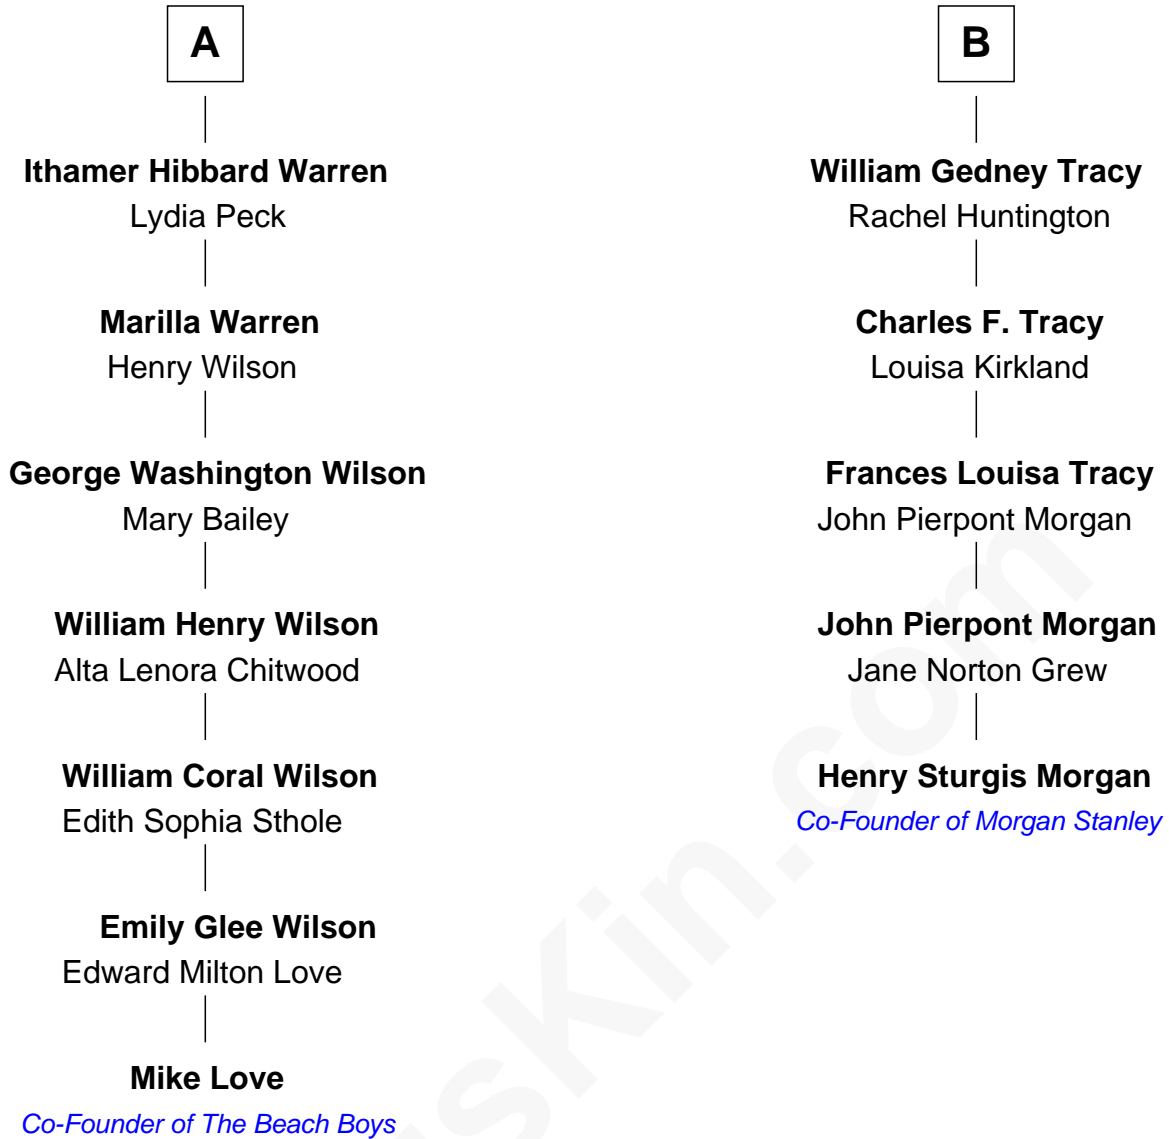 A
Ithamer Hibbard Warren
Lydia Peck
Marilla Warren
Henry Wilson
George Washington Wilson
Mary Bailey
William Henry Wilson
Alta Lenora Chitwood
William Coral Wilson
Edith Sophia Sthole
Emily Glee Wilson
Edward Milton Love
Mike Love
Co-Founder of The Beach Boys
B
William Gedney Tracy
Rachel Huntington
Charles F. Tracy
Louisa Kirkland
Frances Louisa Tracy
John Pierpont Morgan
John Pierpont Morgan
Jane Norton Grew
Henry Sturgis Morgan
Co-Founder of Morgan Stanley
sKin.com